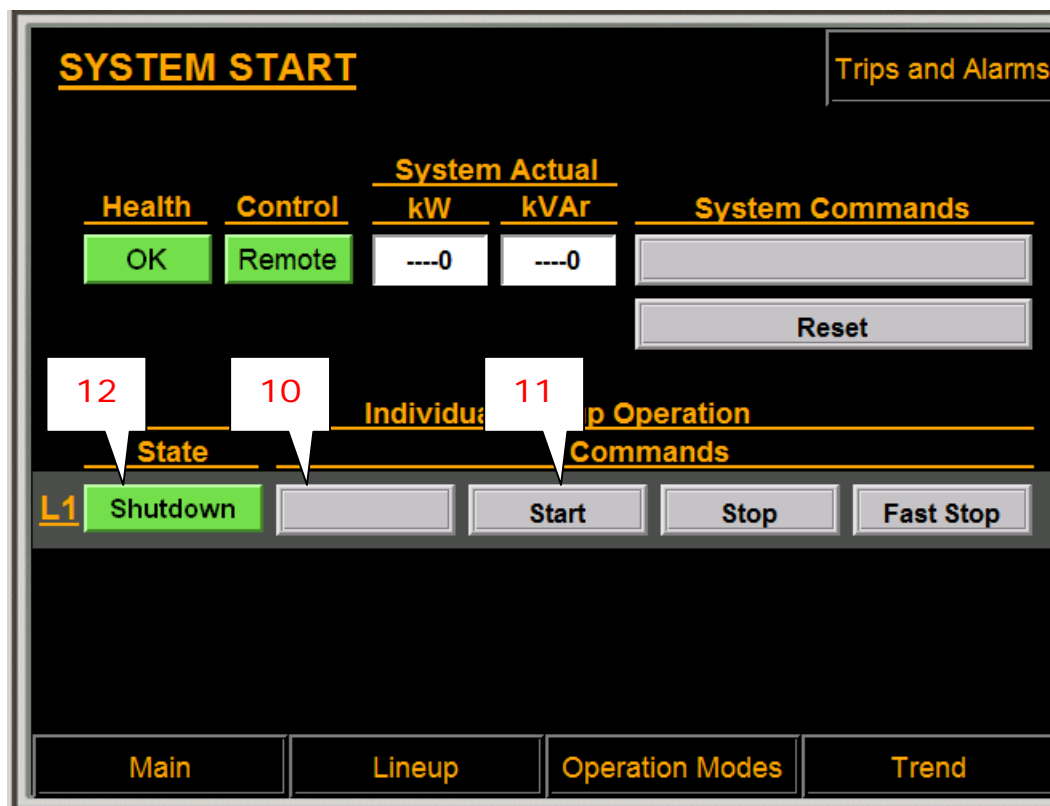 SYSTEM START
Trips and Alarms
System Actual
Health Control kW kVAr System Commands
OK Remote ----0 ----0
Reset
12 10 11
Operation
State Commands
L1 Shutdown Start Stop Fast Stop
Main Lineup Operation Modes Trend